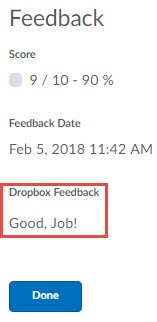 Feedback
Score
9 / 10 - 90 %
Feedback Date
Feb 5, 2018 11:42 AM
Dropbox Feedback
Good, Job!
Done